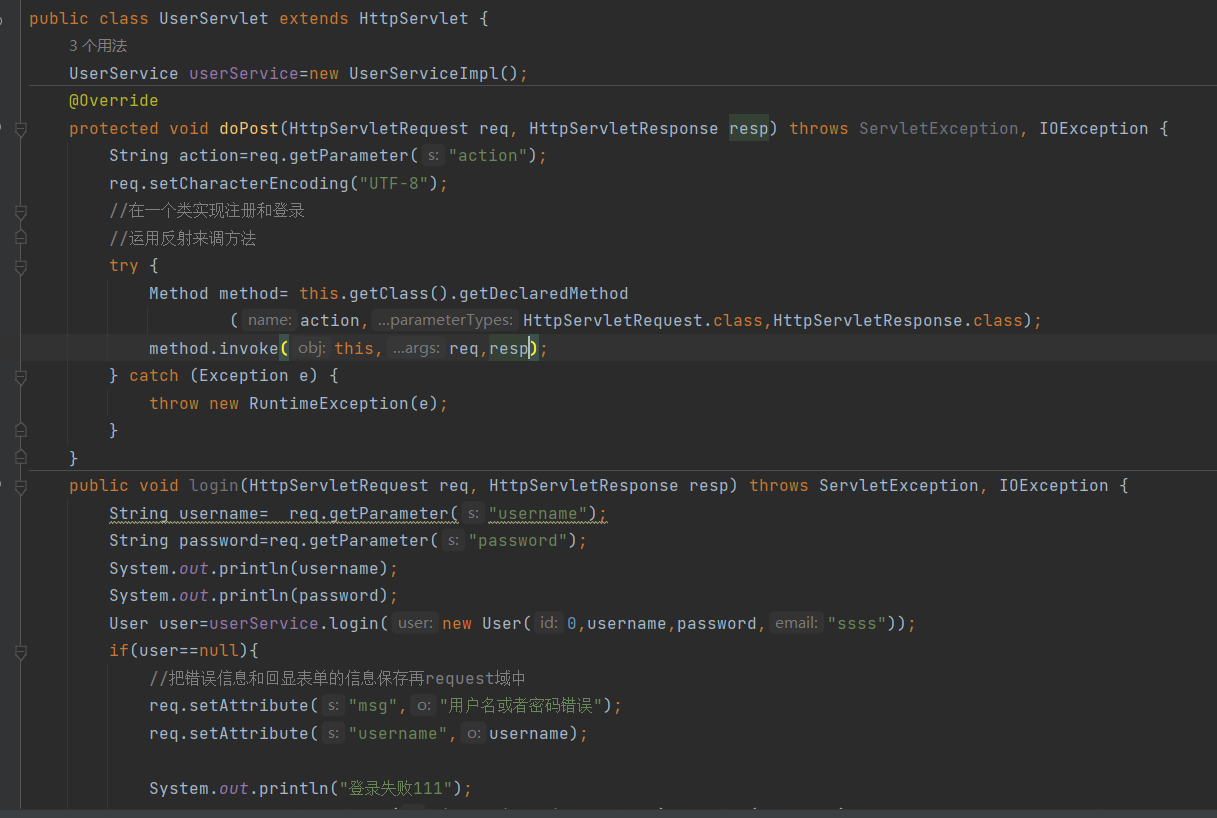 public class UserServlet extends HttpServlet {
3 个用法
UserService userService=new UserServiceImpl();
@Override
protected void doPost(HttpServletRequest req, HttpServletResponse resp) throws ServletException, IOException {
String action=req.getParameter( s: "action");
req.setCharacterEncoding("UTF-8");
//在一个类实现注册和登录
//运用反射来调方法
try {
Method method= this.getClass().getDeclaredMethod
( name: action, ...parameterTypes: HttpServletRequest.class,HttpServletResponse.class);
method.invoke( obj: this, ...args: req,resp);
} catch (Exception e) {
throw new RuntimeException(e);
}
}
public void login(HttpServletRequest req, HttpServletResponse resp) throws ServletException, IOException {
String username=  req.getParameter( s: "username");
String password=req.getParameter( s: "password");
System.out.println(username);
System.out.println(password);
User user=userService.login( user: new User( id: 0,username,password, email: "ssss"));
if(user==null){
//把错误信息和回显表单的信息保存再request域中
req.setAttribute( s: "msg", o: "用户名或者密码错误");
req.setAttribute( s: "username", o: username);
System.out.println("登录失败111");